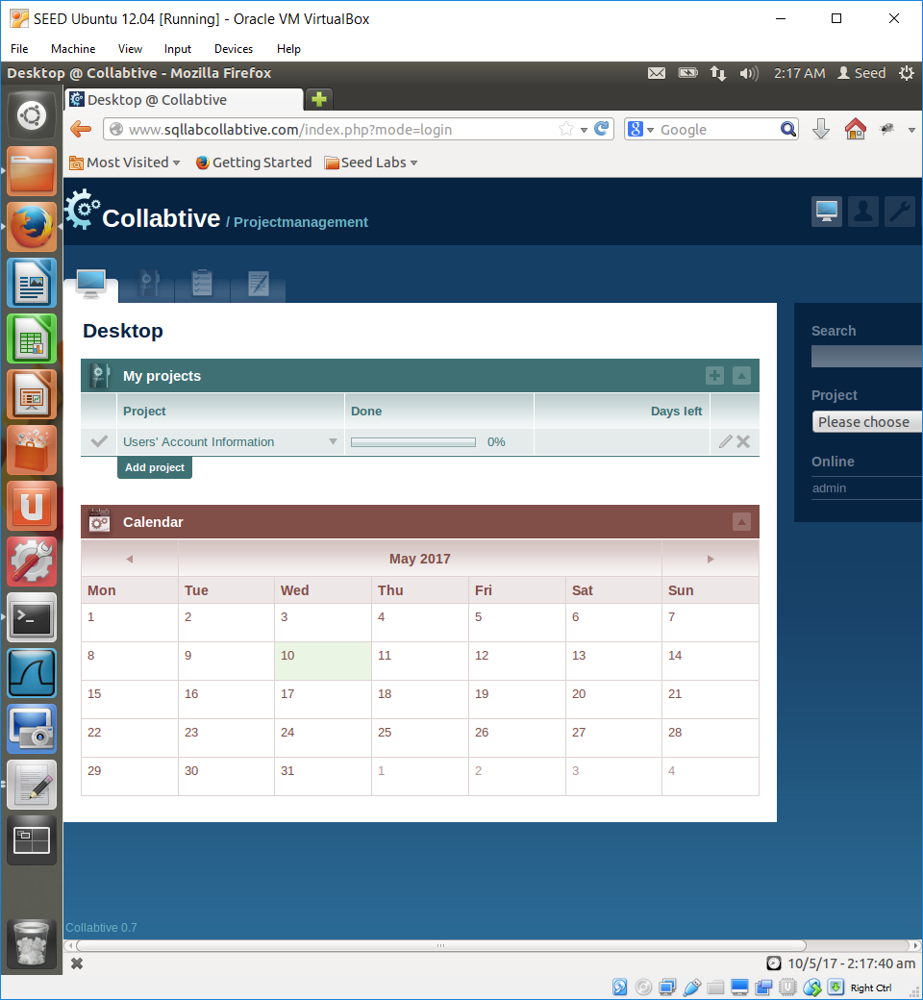 SEED Ubuntu 12.04 [Running] - Oracle VM VirtualBox
File Machine View Input Devices Help
Desktop @ Collabtive - Mozilla Firefox 2:17 AM Seed
Desktop @ Collabtive
www.sqllabcollabtive.com/index.php?mode=login Google
Most Visited Getting Started Seed Labs
Collabtive / Projectmanagement
Desktop
My projects
Project Done Days left
Users' Account Information 0%
Add project
Calendar
May 2017
Mon Tue Wed Thu Fri Sat Sun
1 2 3 4 5 6 7
8 9 10 11 12 13 14
15 16 17 18 19 20 21
22 23 24 25 26 27 28
29 30 31 1 2 3 4
Search
Project
Please choose
Online
admin
Collabtive 0.7
10/5/17 - 2:17:40 am
Right Ctrl